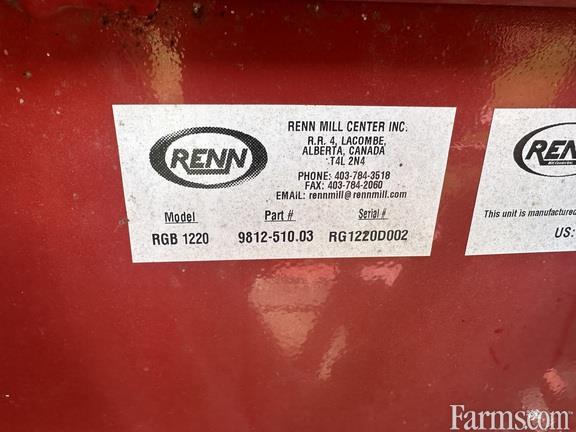 RENN
RENN MILL CENTER INC.
R.R. 4, LACOMBE,
ALBERTA, CANADA
T4L 2N4
PHONE: 403-784-3518
FAX: 403-784-2060
EMAIL: rennmill@rennmill.com
Model Part # Serial #
RGB 1220 9812-510.03 RG1220D002
REN
This unit is manufactured
US:
Farms.com